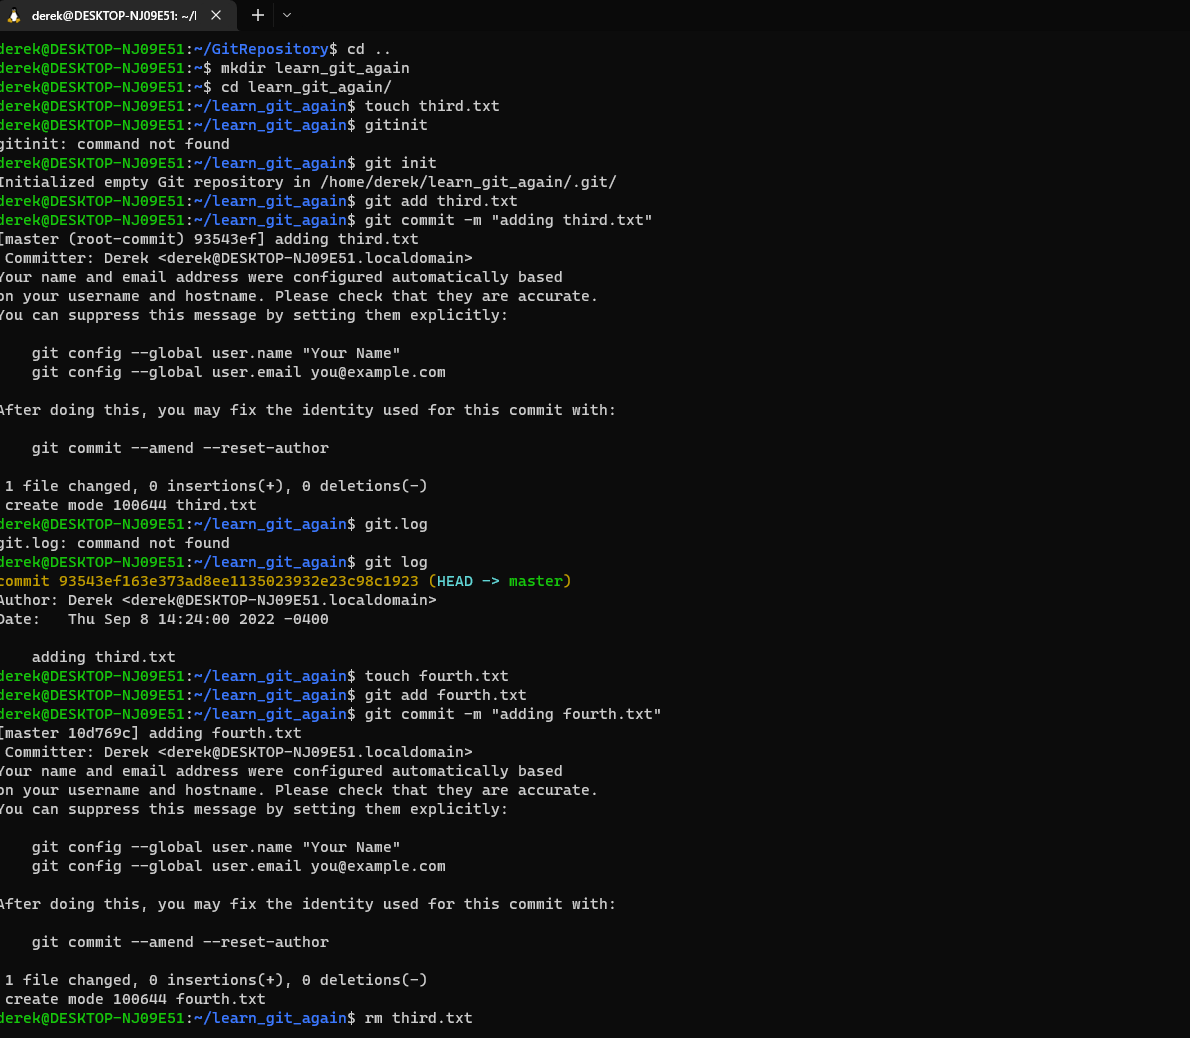 derek@DESKTOP-NJ09E51: ~/l
derek@DESKTOP-NJ09E51:~/GitRepository$ cd ..
derek@DESKTOP-NJ09E51:~$ mkdir learn_git_again
derek@DESKTOP-NJ09E51:~$ cd learn_git_again/
derek@DESKTOP-NJ09E51:~/learn_git_again$ touch third.txt
derek@DESKTOP-NJ09E51:~/learn_git_again$ gitinit
gitinit: command not found
derek@DESKTOP-NJ09E51:~/learn_git_again$ git init
Initialized empty Git repository in /home/derek/learn_git_again/.git/
derek@DESKTOP-NJ09E51:~/learn_git_again$ git add third.txt
derek@DESKTOP-NJ09E51:~/learn_git_again$ git commit -m "adding third.txt"
[master (root-commit) 93543ef] adding third.txt
 Committer: Derek <derek@DESKTOP-NJ09E51.localdomain>
Your name and email address were configured automatically based
on your username and hostname. Please check that they are accurate.
You can suppress this message by setting them explicitly:

    git config --global user.name "Your Name"
    git config --global user.email you@example.com

After doing this, you may fix the identity used for this commit with:

    git commit --amend --reset-author

 1 file changed, 0 insertions(+), 0 deletions(-)
 create mode 100644 third.txt
derek@DESKTOP-NJ09E51:~/learn_git_again$ git.log
git.log: command not found
derek@DESKTOP-NJ09E51:~/learn_git_again$ git log
commit 93543ef163e373ad8ee1135023932e23c98c1923 (HEAD -> master)
Author: Derek <derek@DESKTOP-NJ09E51.localdomain>
Date:   Thu Sep 8 14:24:00 2022 -0400

    adding third.txt
derek@DESKTOP-NJ09E51:~/learn_git_again$ touch fourth.txt
derek@DESKTOP-NJ09E51:~/learn_git_again$ git add fourth.txt
derek@DESKTOP-NJ09E51:~/learn_git_again$ git commit -m "adding fourth.txt"
[master 10d769c] adding fourth.txt
 Committer: Derek <derek@DESKTOP-NJ09E51.localdomain>
Your name and email address were configured automatically based
on your username and hostname. Please check that they are accurate.
You can suppress this message by setting them explicitly:

    git config --global user.name "Your Name"
    git config --global user.email you@example.com

After doing this, you may fix the identity used for this commit with:

    git commit --amend --reset-author

 1 file changed, 0 insertions(+), 0 deletions(-)
 create mode 100644 fourth.txt
derek@DESKTOP-NJ09E51:~/learn_git_again$ rm third.txt